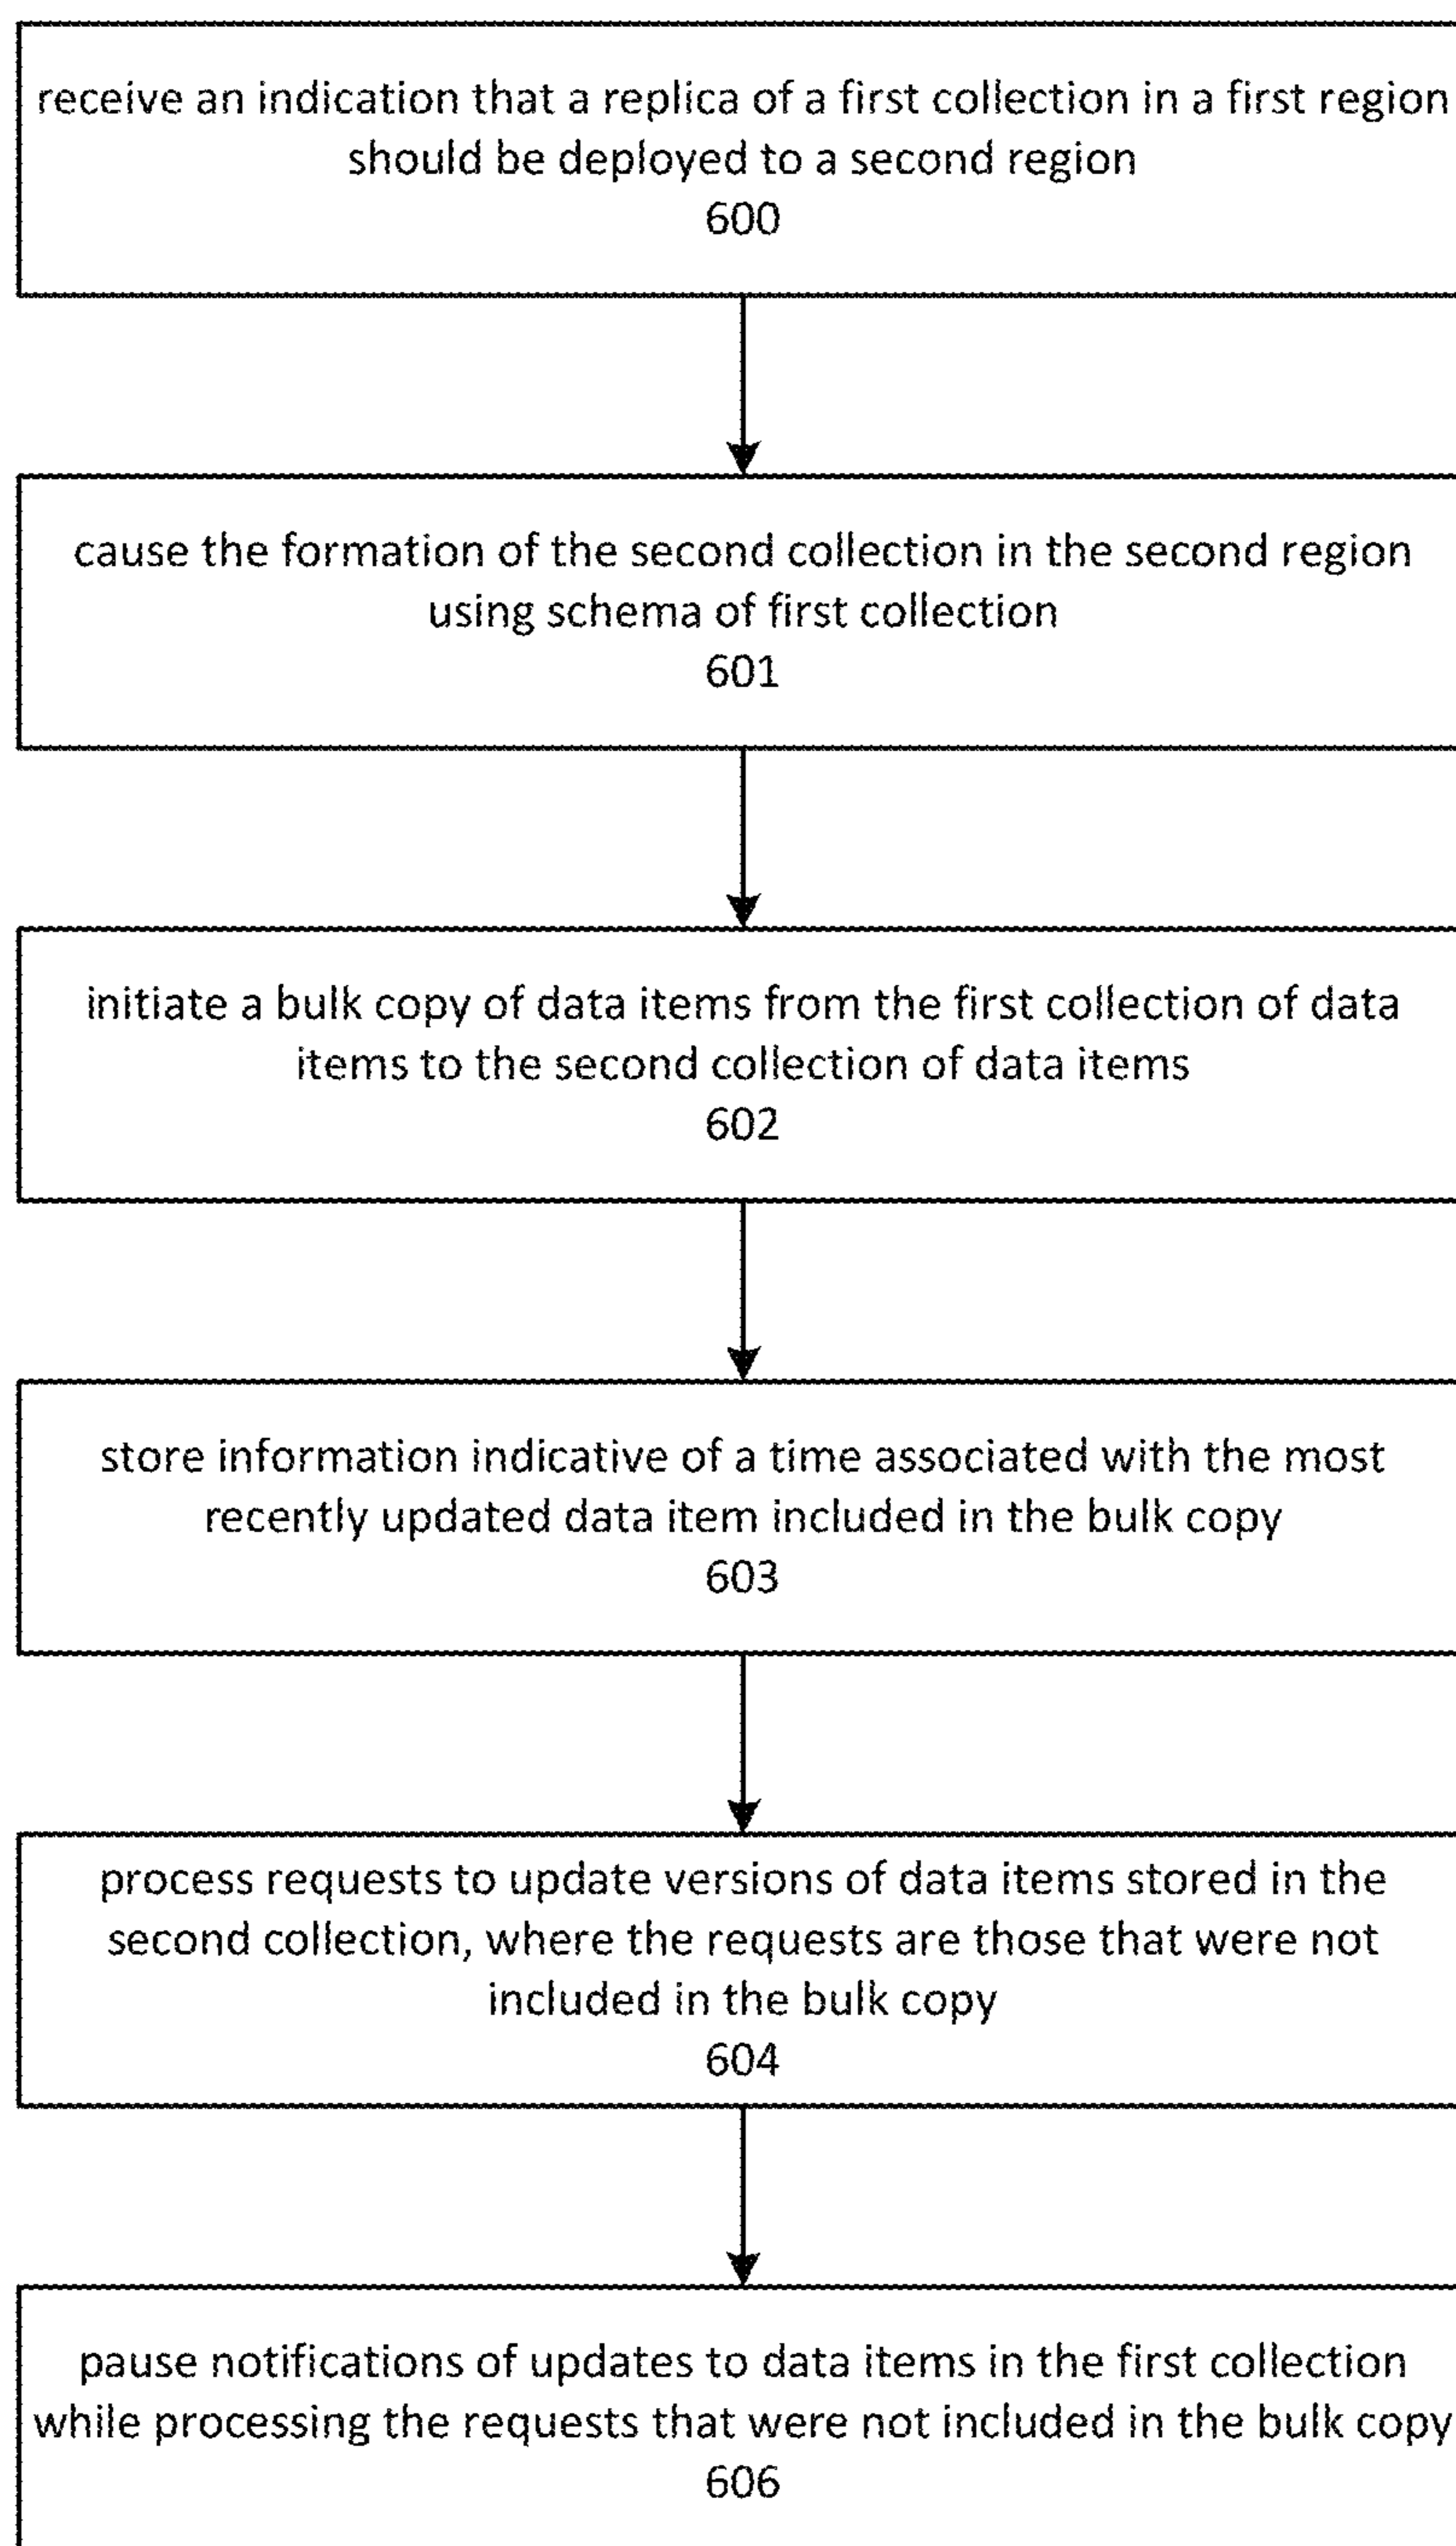 receive an indication that a replica of a first collection in a first region
should be deployed to a second region
600
cause the formation of the second collection in the second region
using schema of first collection
601
initiate a bulk copy of data items from the first collection of data
items to the second collection of data items
602
store information indicative of a time associated with the most
recently updated data item included in the bulk copy
603
process requests to update versions of data items stored in the
second collection, where the requests are those that were not
included in the bulk copy
604
pause notifications of updates to data items in the first collection
while processing the requests that were not included in the bulk copy
606